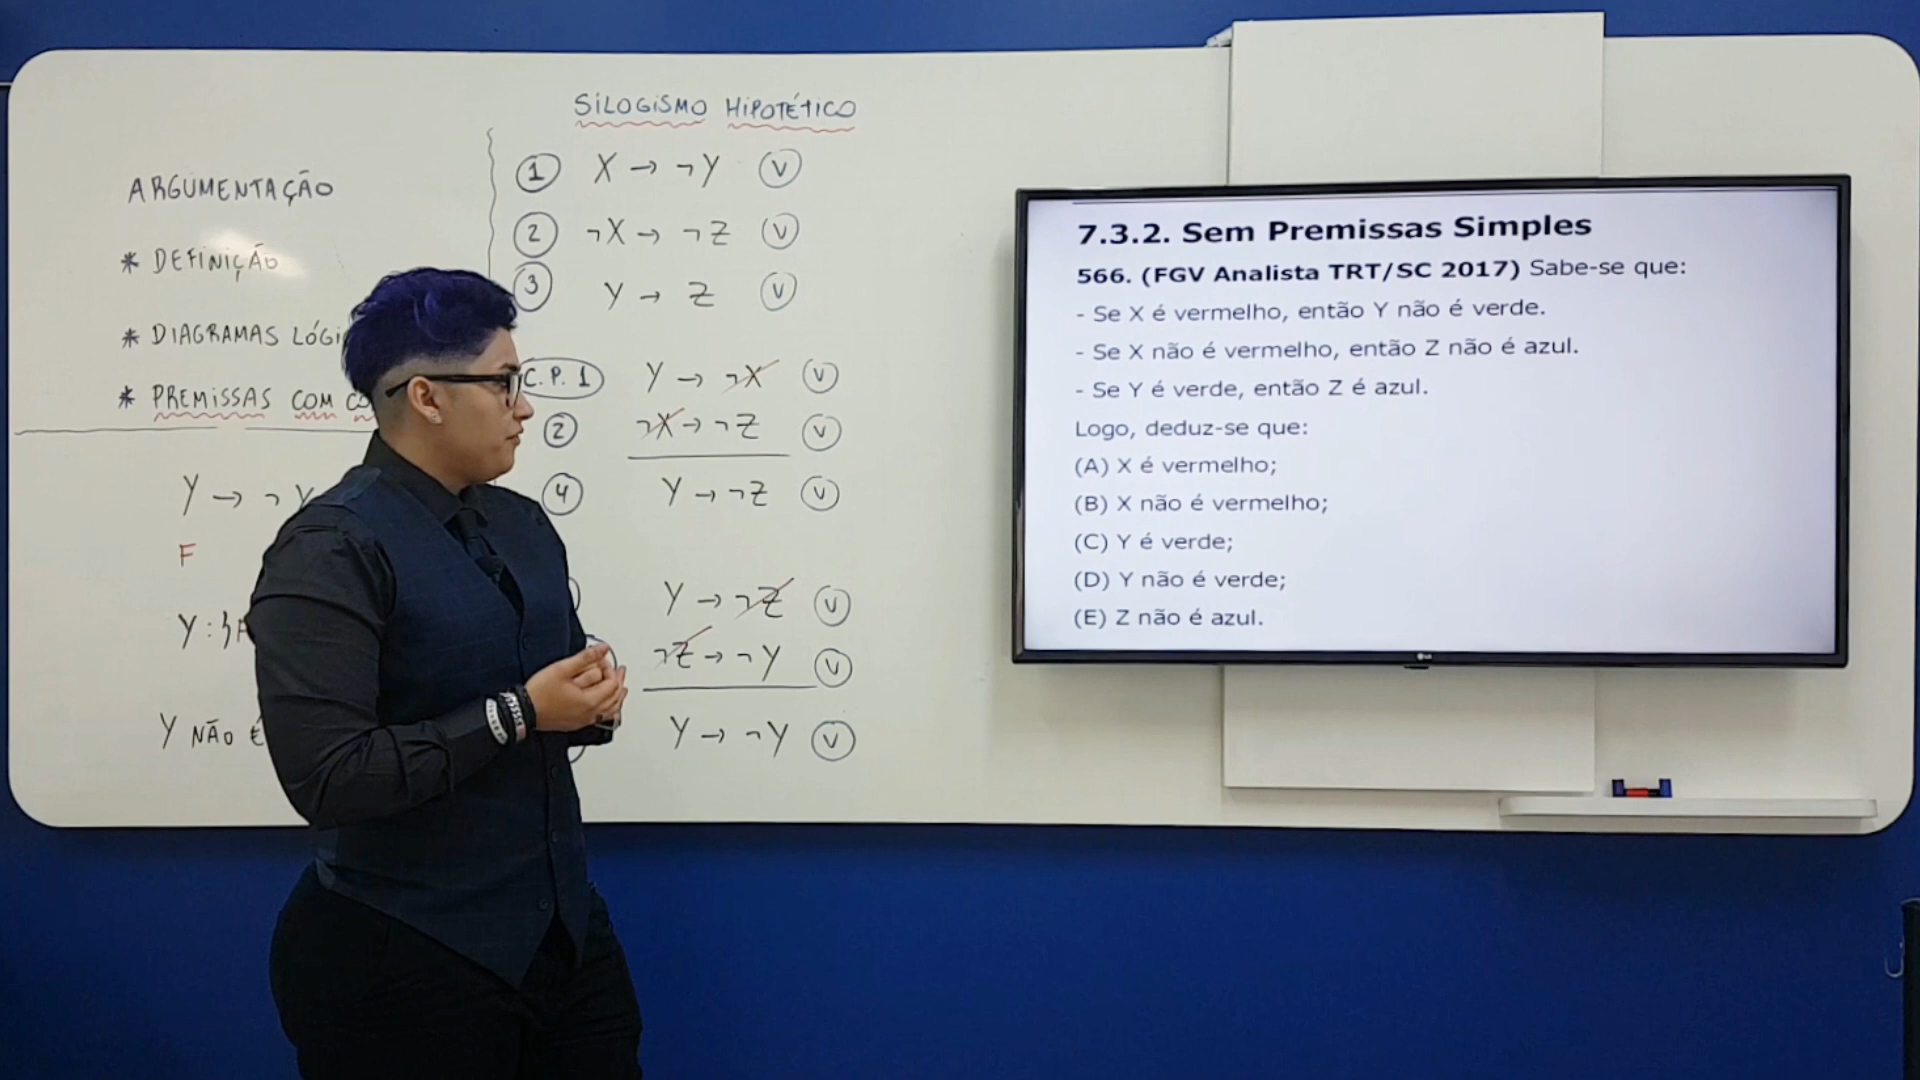 ARGUMENTAÇÃO
* DEFINIÇÃO
* DIAGRAMAS
* PREMISSAS COM
Y → ¬
F
Y :
Y NÃO É
SILOGISMO HIPOTÉTICO
1 X → ¬Y V
2 ¬X → ¬Z V
3 Y → Z V
C.P. 1 Y → ¬X V
2 ¬X → ¬Z V
4 Y → ¬Z V
Y → ¬Z V
¬Z → ¬Y V
Y → ¬Y V
7.3.2. Sem Premissas Simples
566. (FGV Analista TRT/SC 2017) Sabe-se que:
- Se X é vermelho, então Y não é verde.
- Se X não é vermelho, então Z não é azul.
- Se Y é verde, então Z é azul.
Logo, deduz-se que:
(A) X é vermelho;
(B) X não é vermelho;
(C) Y é verde;
(D) Y não é verde;
(E) Z não é azul.
LG